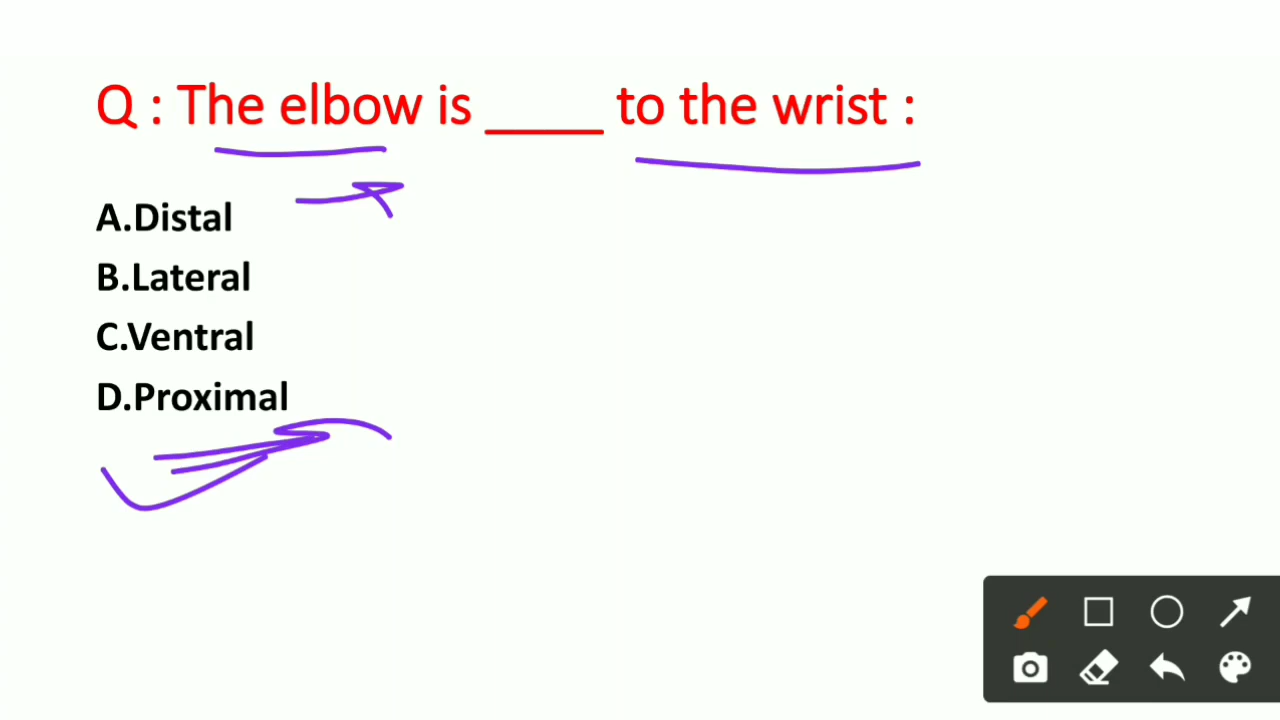 Q : The elbow is _____ to the wrist :
A.Distal
B.Lateral
C.Ventral
D.Proximal